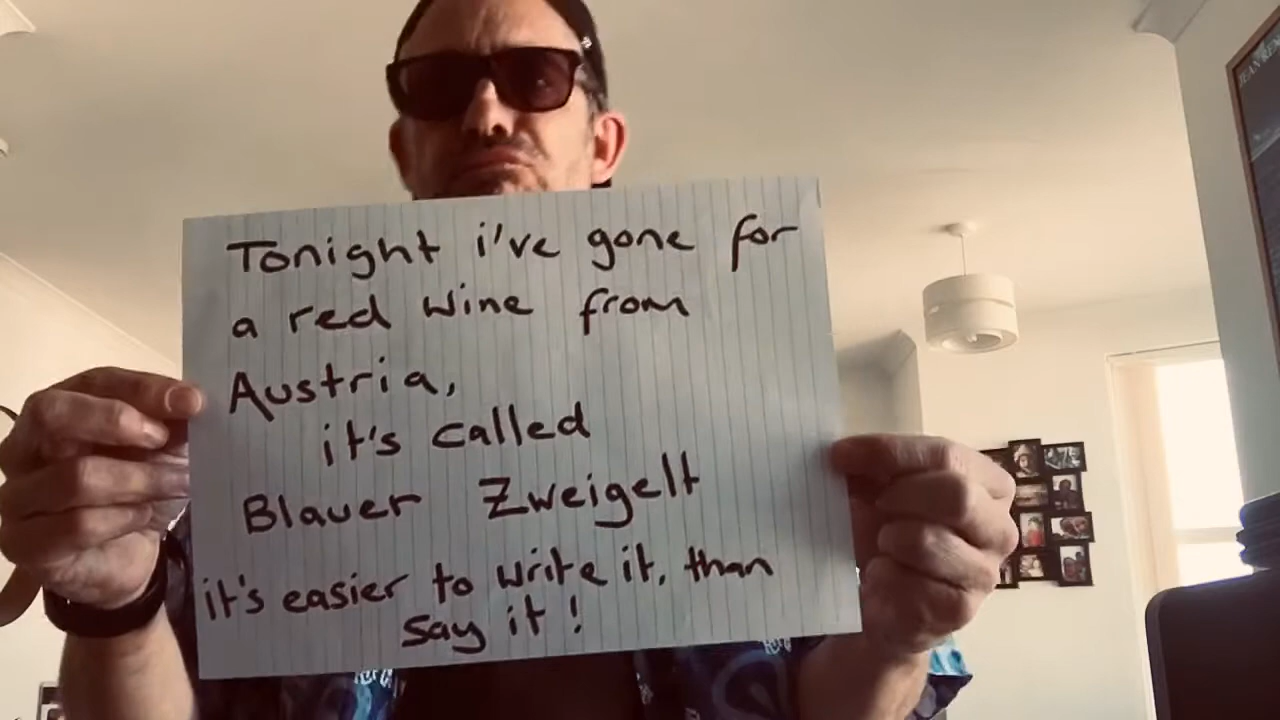 Tonight i've gone for
a red wine from
Austria,
it's called
Blauer Zweigelt
it's easier to write it, than
say it!